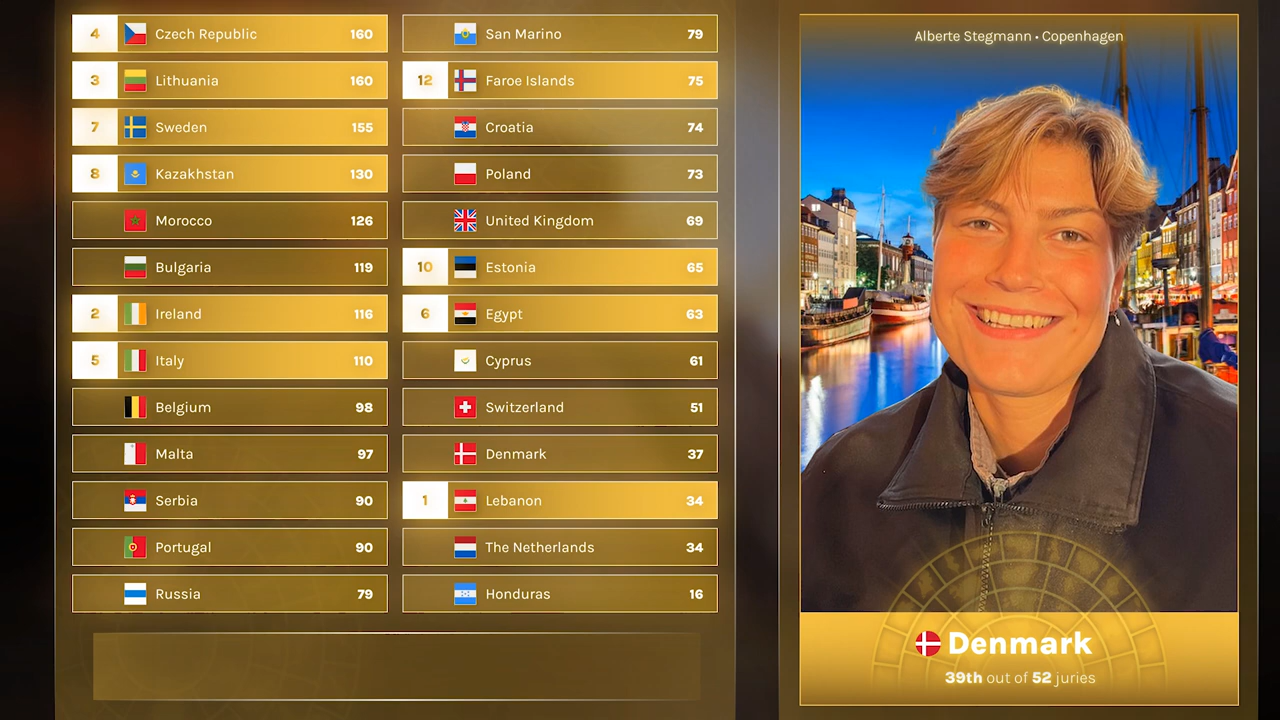 4 Czech Republic 160
3 Lithuania 160
7 Sweden 155
8 Kazakhstan 130
Morocco 126
Bulgaria 119
2 Ireland 116
5 Italy 110
Belgium 98
Malta 97
Serbia 90
Portugal 90
Russia 79
San Marino 79
12 Faroe Islands 75
Croatia 74
Poland 73
United Kingdom 69
10 Estonia 65
6 Egypt 63
Cyprus 61
Switzerland 51
Denmark 37
1 Lebanon 34
The Netherlands 34
Honduras 16
Alberte Stegmann • Copenhagen
Denmark
39th out of 52 juries